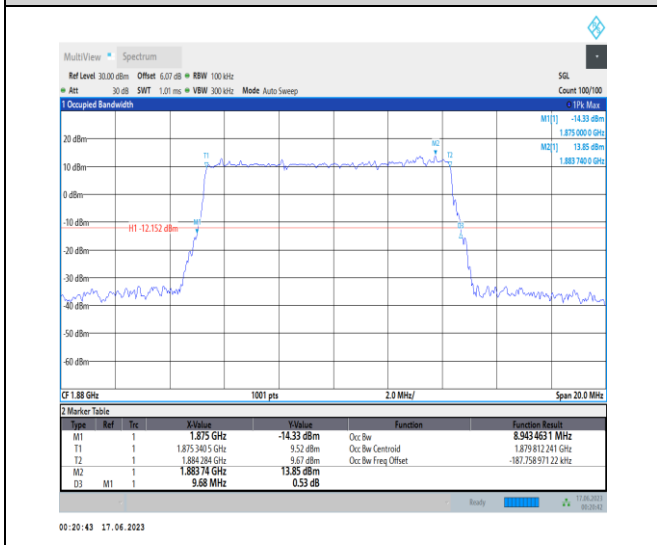 MultiView Spectrum
Ref Level 30.00 dBm Offset 6.07 dB RBW 100 kHz SGL
Att 30 dB SWT 1.01 ms VBW 300 kHz Mode Auto Sweep Count 100/100
1 Occupied Bandwidth 1Pk Max
M1[1] -14.33 dBm
1.875 000 0 GHz
M2[1] 13.85 dBm
1.883 740 0 GHz
20 dBm
M2
T1
10 dBm
0 dBm
-10 dBm
H1 -12.152 dBm
M1
D3
-20 dBm
-30 dBm
-40 dBm
-50 dBm
-60 dBm
CF 1.88 GHz 1001 pts 2.0 MHz/ Span 20.0 MHz
2 Marker Table
Type Ref Trc X-Value Y-Value Function Function Result
M1 1 1.875 GHz -14.33 dBm Occ Bw 8.943 463 1 MHz
T1 1 1.875 340 5 GHz 9.52 dBm Occ Bw Centroid 1.879 812 241 GHz
T2 1 1.884 284 GHz 9.67 dBm Occ Bw Freq Offset -187.758 971 22 kHz
M2 1 1.883 74 GHz 13.85 dBm
D3 M1 1 9.68 MHz 0.53 dB
Ready 17.06.2023
00:20:42
00:20:43 17.06.2023